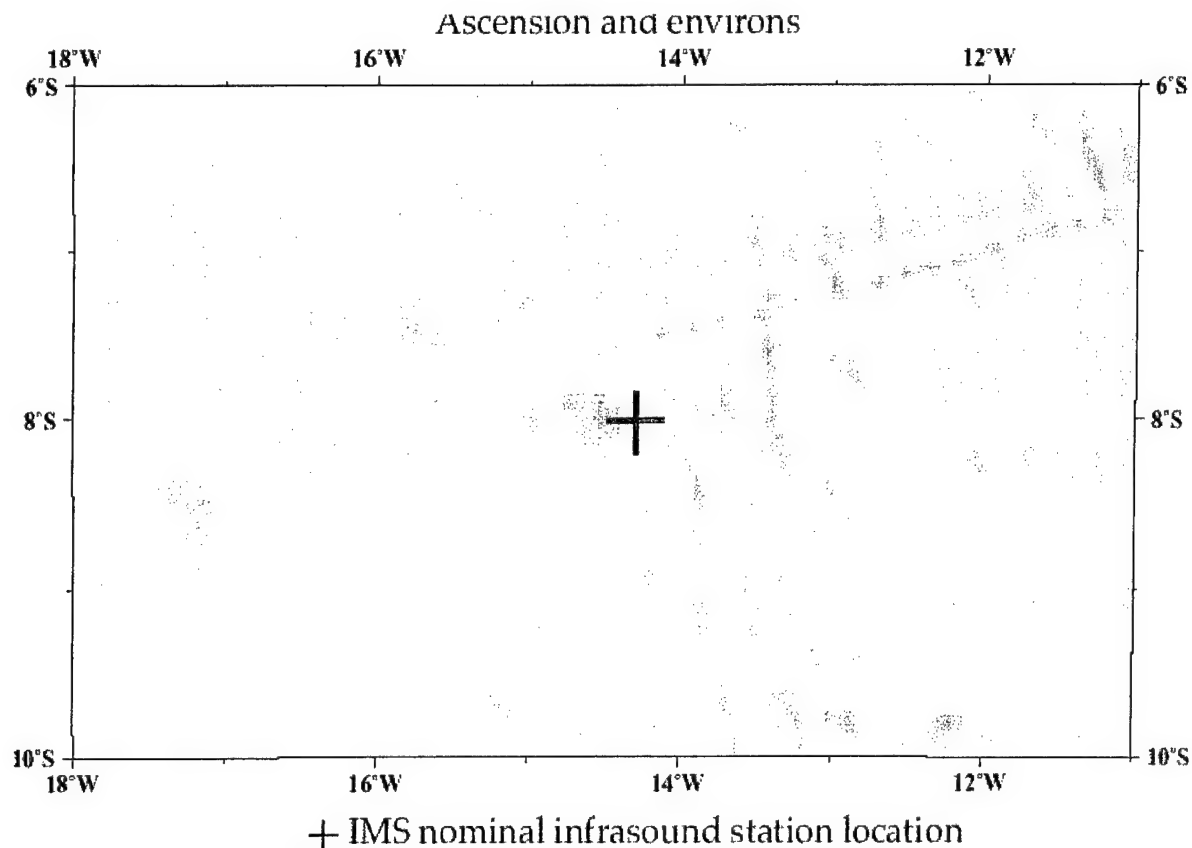 Ascension and environs
18°W 16°W 14°W 12°W
6°S 6°S
8°S 8°S
10°S 10°S
18°W 16°W 14°W 12°W
+ IMS nominal infrasound station location